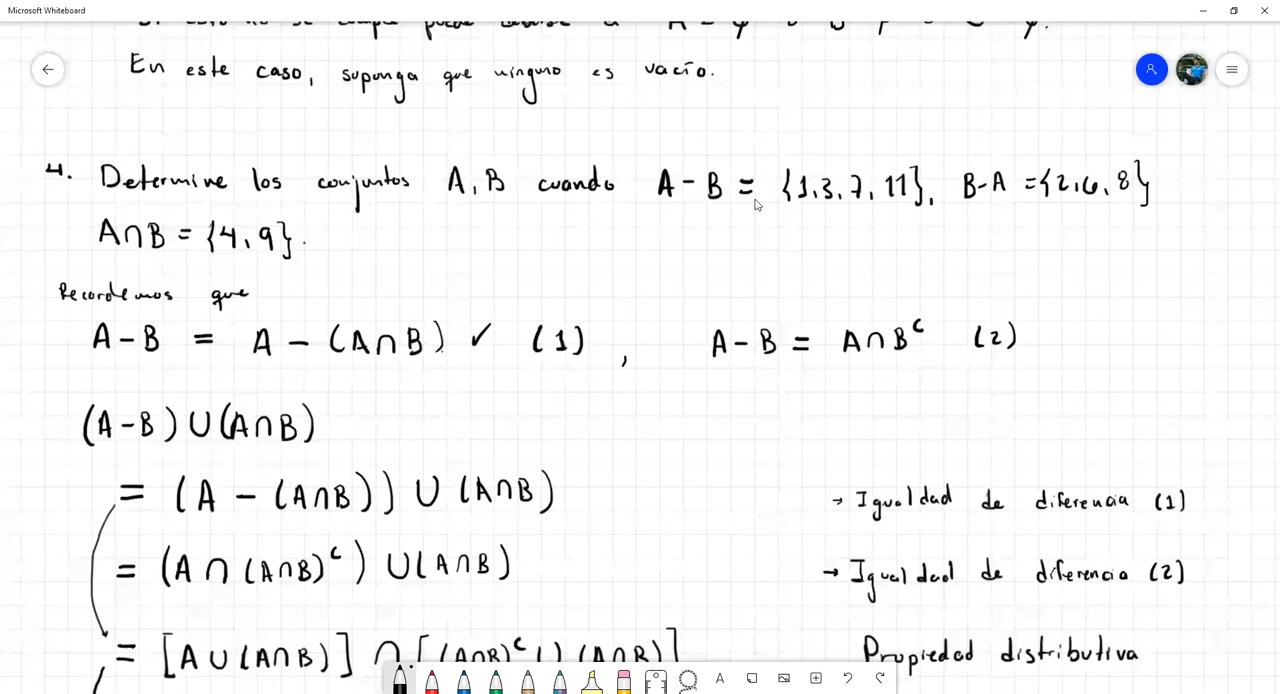 Microsoft Whiteboard
En este caso, suponga que ninguno es vacío.
4. Determine los conjuntos A, B cuando A - B = {1,3,7,11}, B-A = {2,6,8}
A∩B = {4,9}.
Recordemos que
A-B = A - (A∩B) ✓ (1), A-B = A∩Bᶜ (2)
(A-B) ∪ (A∩B)
= (A - (A∩B)) ∪ (A∩B) → Igualdad de diferencia (1)
= (A ∩ (A∩B)ᶜ) ∪ (A∩B) → Igualdad de diferencia (2)
= [A ∪ (A∩B)] ∩ [(A∩B)ᶜ ∪ (A∩B)] Propiedad distributiva
A